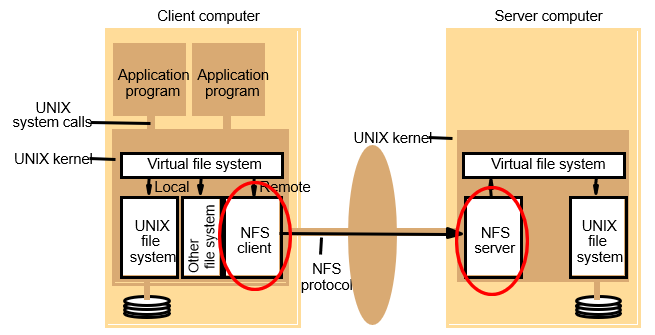 Client computer
Server computer
Application
program
Application
program
UNIX
system calls
UNIX kernel
UNIX kernel
Virtual file system
Virtual file system
Local
Remote
UNIX
file
system
Other
file system
NFS
client
NFS
protocol
NFS
server
UNIX
file
system